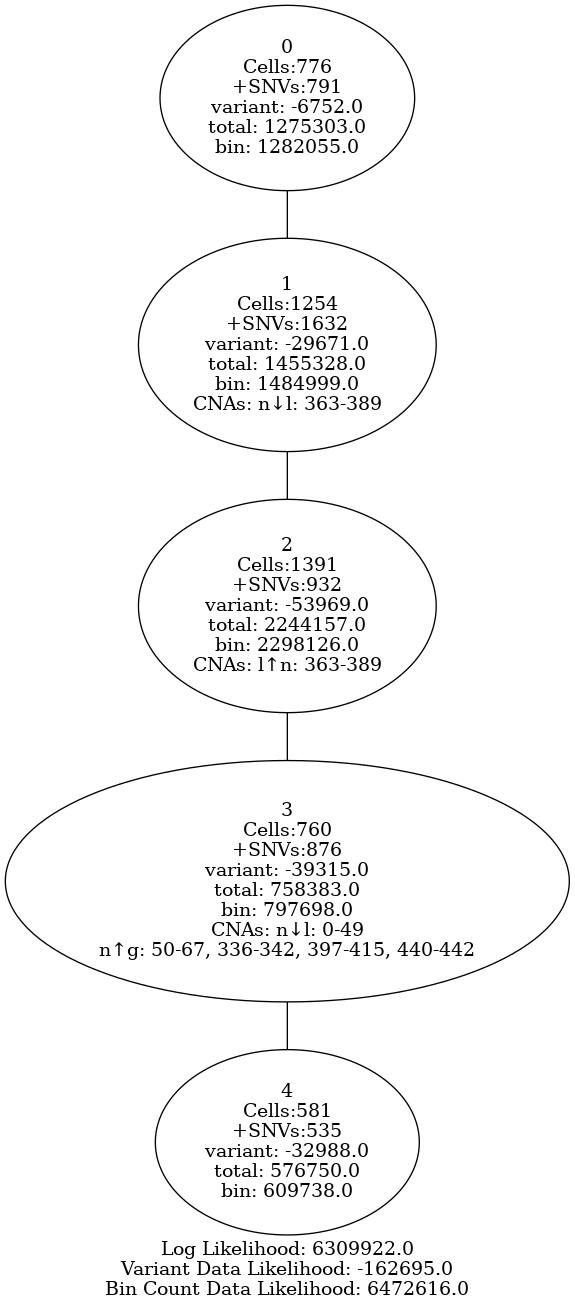 0
Cells:776
+SNVs:791
variant: -6752.0
total: 1275303.0
bin: 1282055.0
1
Cells:1254
+SNVs:1632
variant: -29671.0
total: 1455328.0
bin: 1484999.0
CNAs: n↓l: 363-389
2
Cells:1391
+SNVs:932
variant: -53969.0
total: 2244157.0
bin: 2298126.0
CNAs: l↑n: 363-389
3
Cells:760
+SNVs:876
variant: -39315.0
total: 758383.0
bin: 797698.0
CNAs: n↓l: 0-49
n↑g: 50-67, 336-342, 397-415, 440-442
4
Cells:581
+SNVs:535
variant: -32988.0
total: 576750.0
bin: 609738.0
Log Likelihood: 6309922.0
Variant Data Likelihood: -162695.0
Bin Count Data Likelihood: 6472616.0